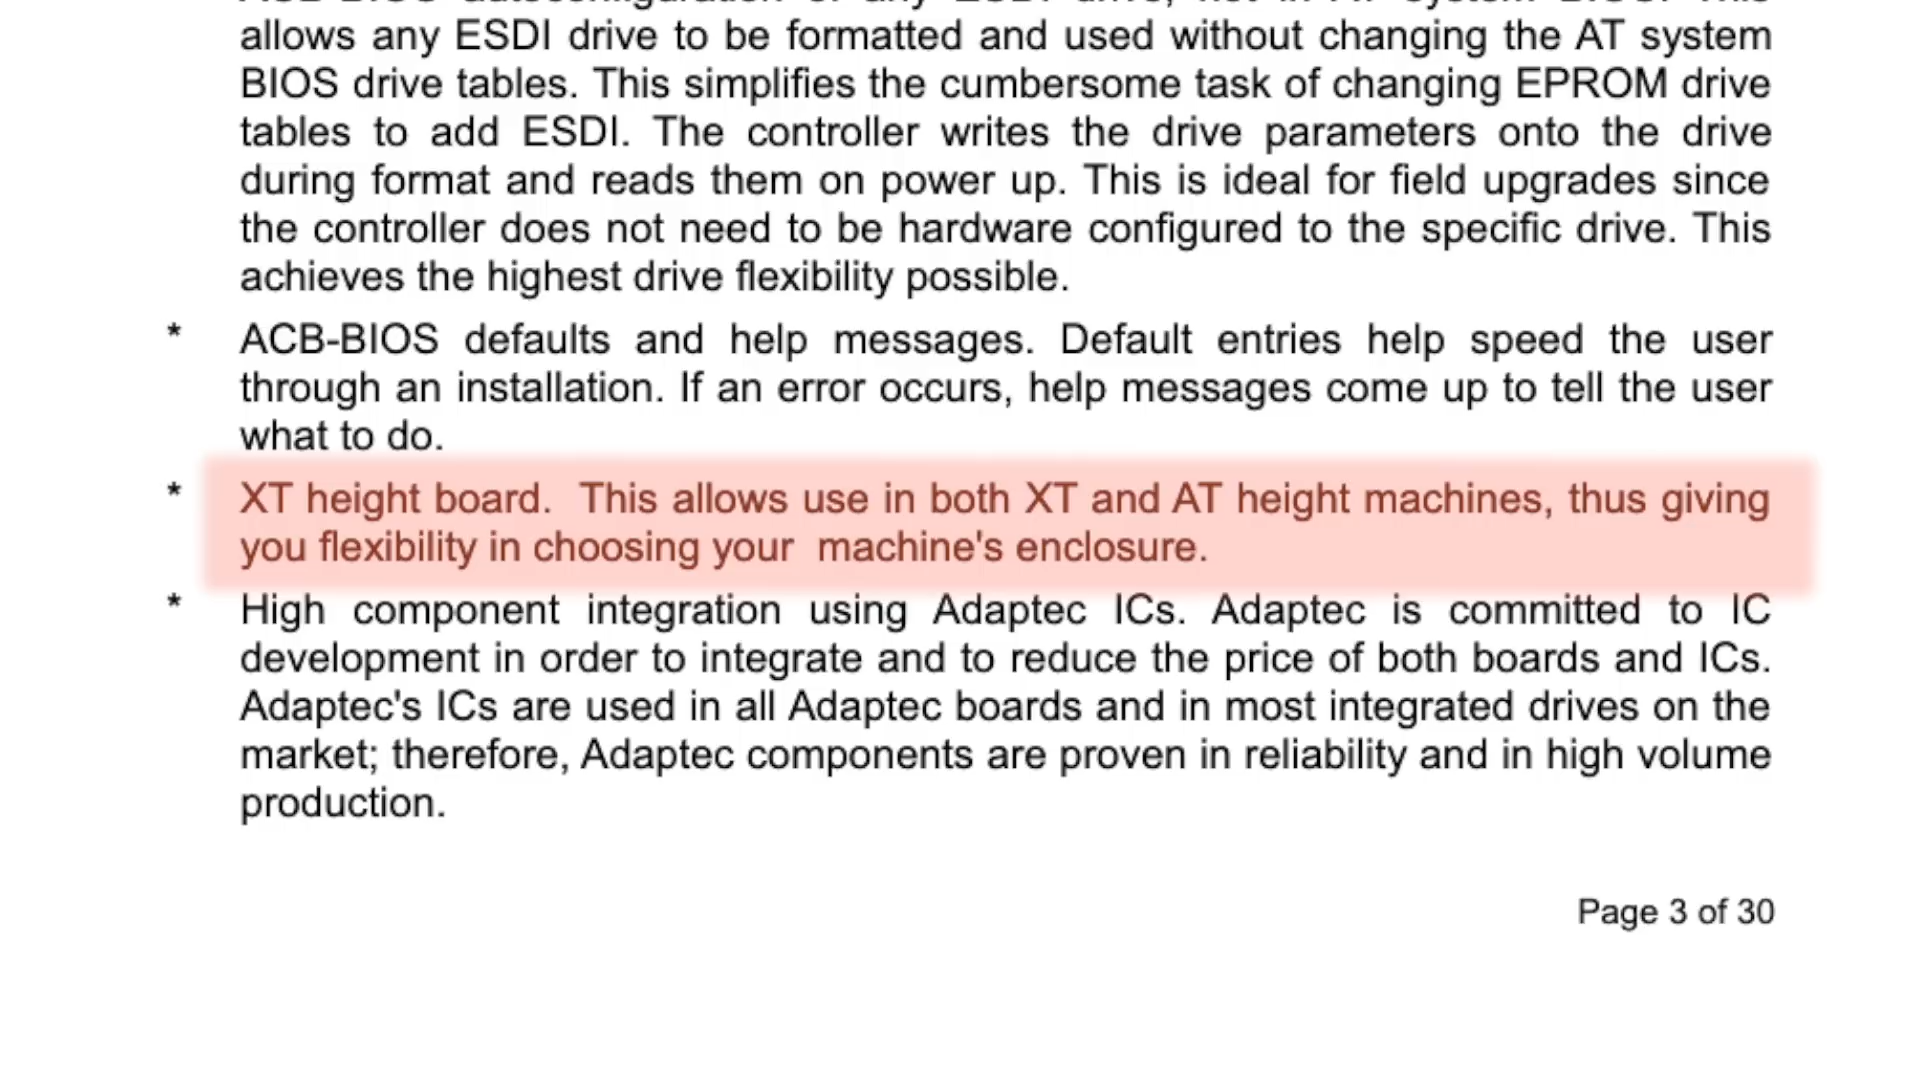 allows any ESDI drive to be formatted and used without changing the AT system
BIOS drive tables. This simplifies the cumbersome task of changing EPROM drive
tables to add ESDI. The controller writes the drive parameters onto the drive
during format and reads them on power up. This is ideal for field upgrades since
the controller does not need to be hardware configured to the specific drive. This
achieves the highest drive flexibility possible.
* ACB-BIOS defaults and help messages. Default entries help speed the user
through an installation. If an error occurs, help messages come up to tell the user
what to do.
* XT height board. This allows use in both XT and AT height machines, thus giving
you flexibility in choosing your machine's enclosure.
* High component integration using Adaptec ICs. Adaptec is committed to IC
development in order to integrate and to reduce the price of both boards and ICs.
Adaptec's ICs are used in all Adaptec boards and in most integrated drives on the
market; therefore, Adaptec components are proven in reliability and in high volume
production.
Page 3 of 30